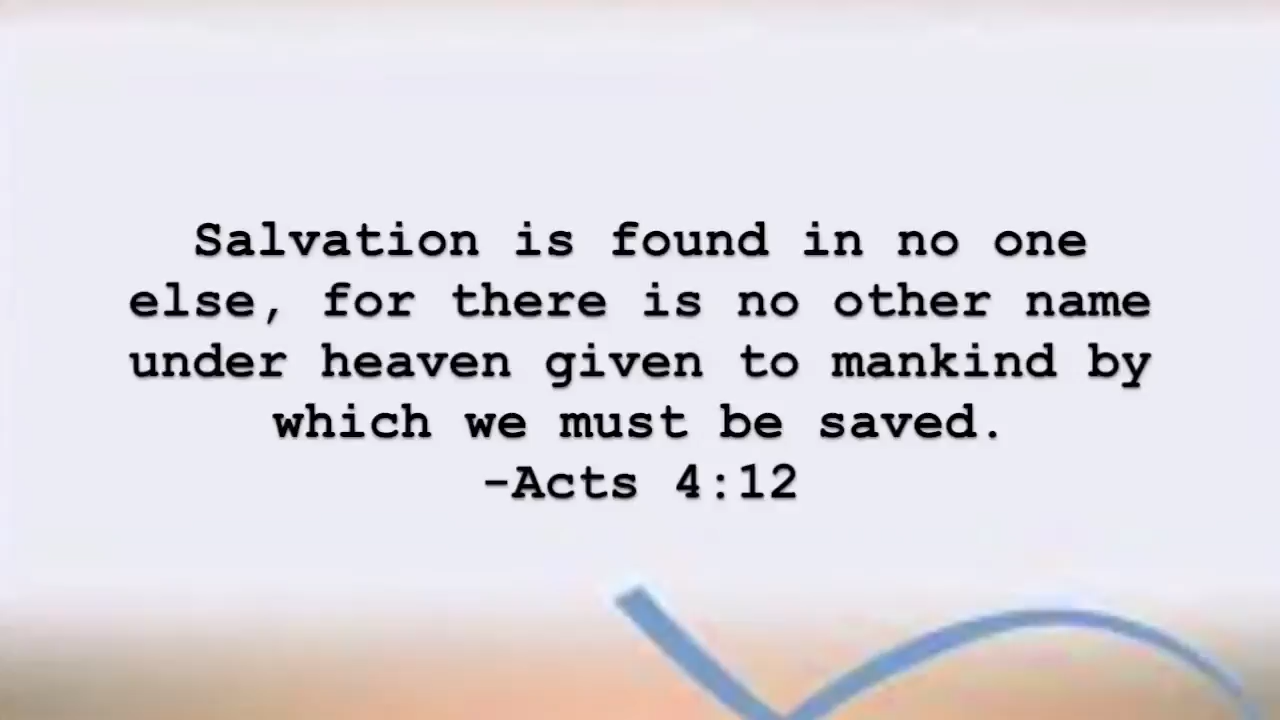 Salvation is found in no one
else, for there is no other name
under heaven given to mankind by
which we must be saved.
-Acts 4:12